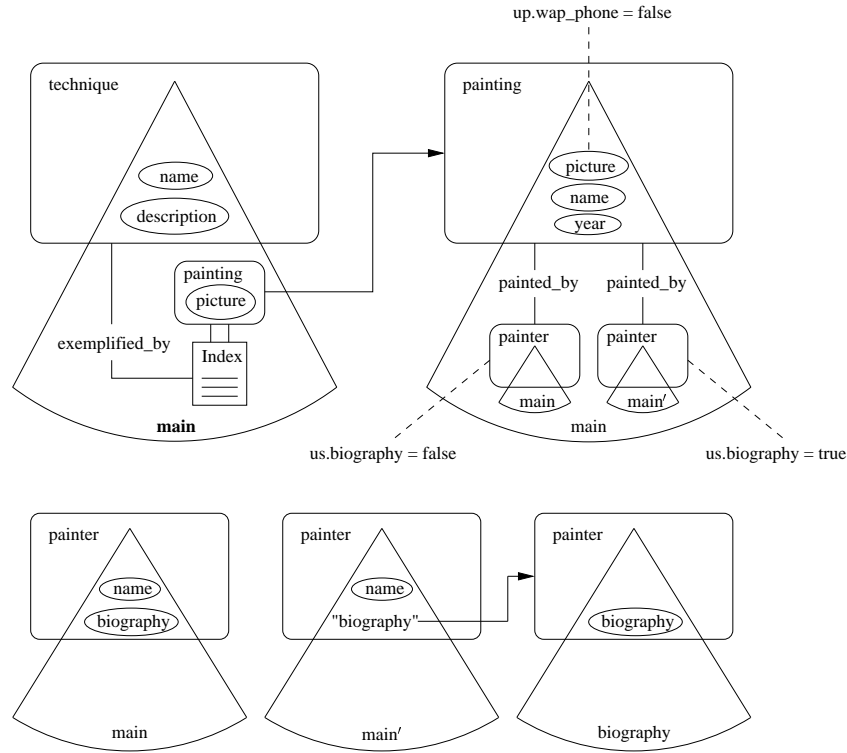 up.wap_phone = false
technique
name
description
painting
picture
exemplified_by
Index
main
painting
picture
name
year
painted_by
painted_by
painter
painter
main
main′
main
us.biography = false
us.biography = true
painter
name
biography
main
painter
name
"biography"
main′
painter
biography
biography